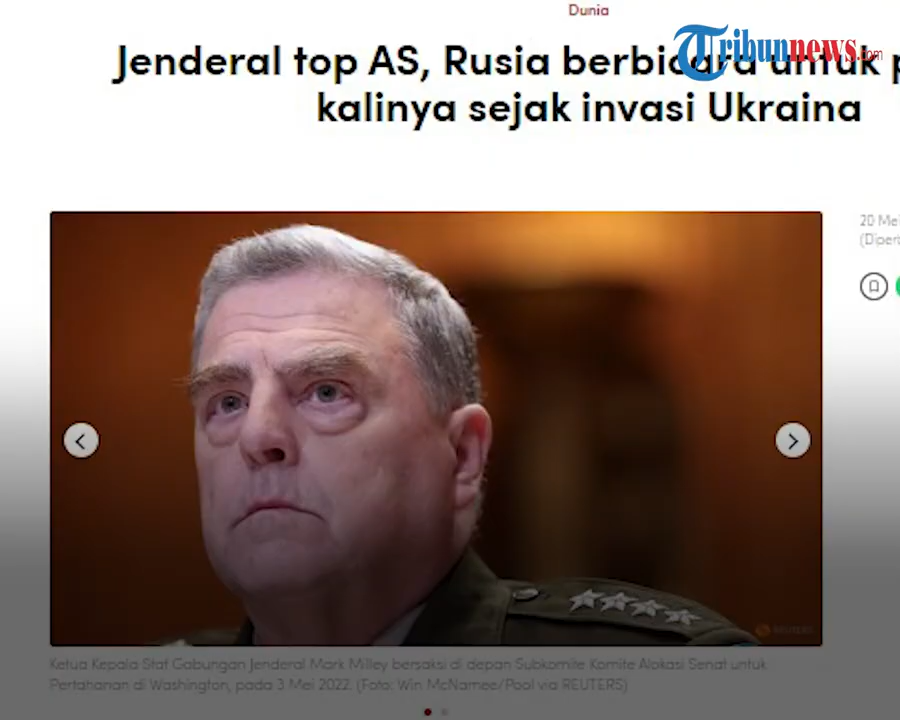 Dunia
Tribunnews.com
Jenderal top AS, Rusia berbicara untuk p
kalinya sejak invasi Ukraina
20 Mei
(Diperb
REUTERS
Ketua Kepala Staf Gabungan Jenderal Mark Milley bersaksi di depan Subkomite Komite Alokasi Senat untuk
Pertahanan di Washington, pada 3 Mei 2022. (Foto: Win McNamee/Pool via REUTERS)